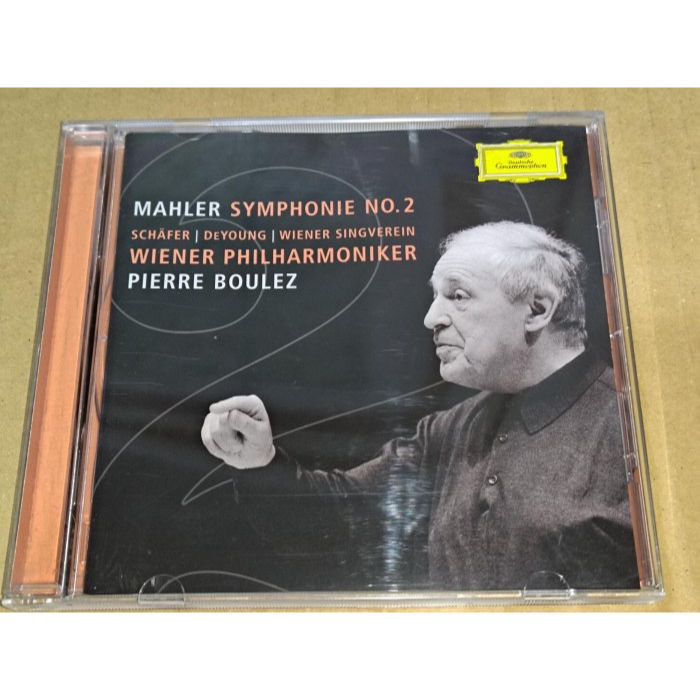 Deutsche
Grammophon
MAHLER SYMPHONIE NO. 2
SCHÄFER | DEYOUNG | WIENER SINGVEREIN
WIENER PHILHARMONIKER
PIERRE BOULEZ